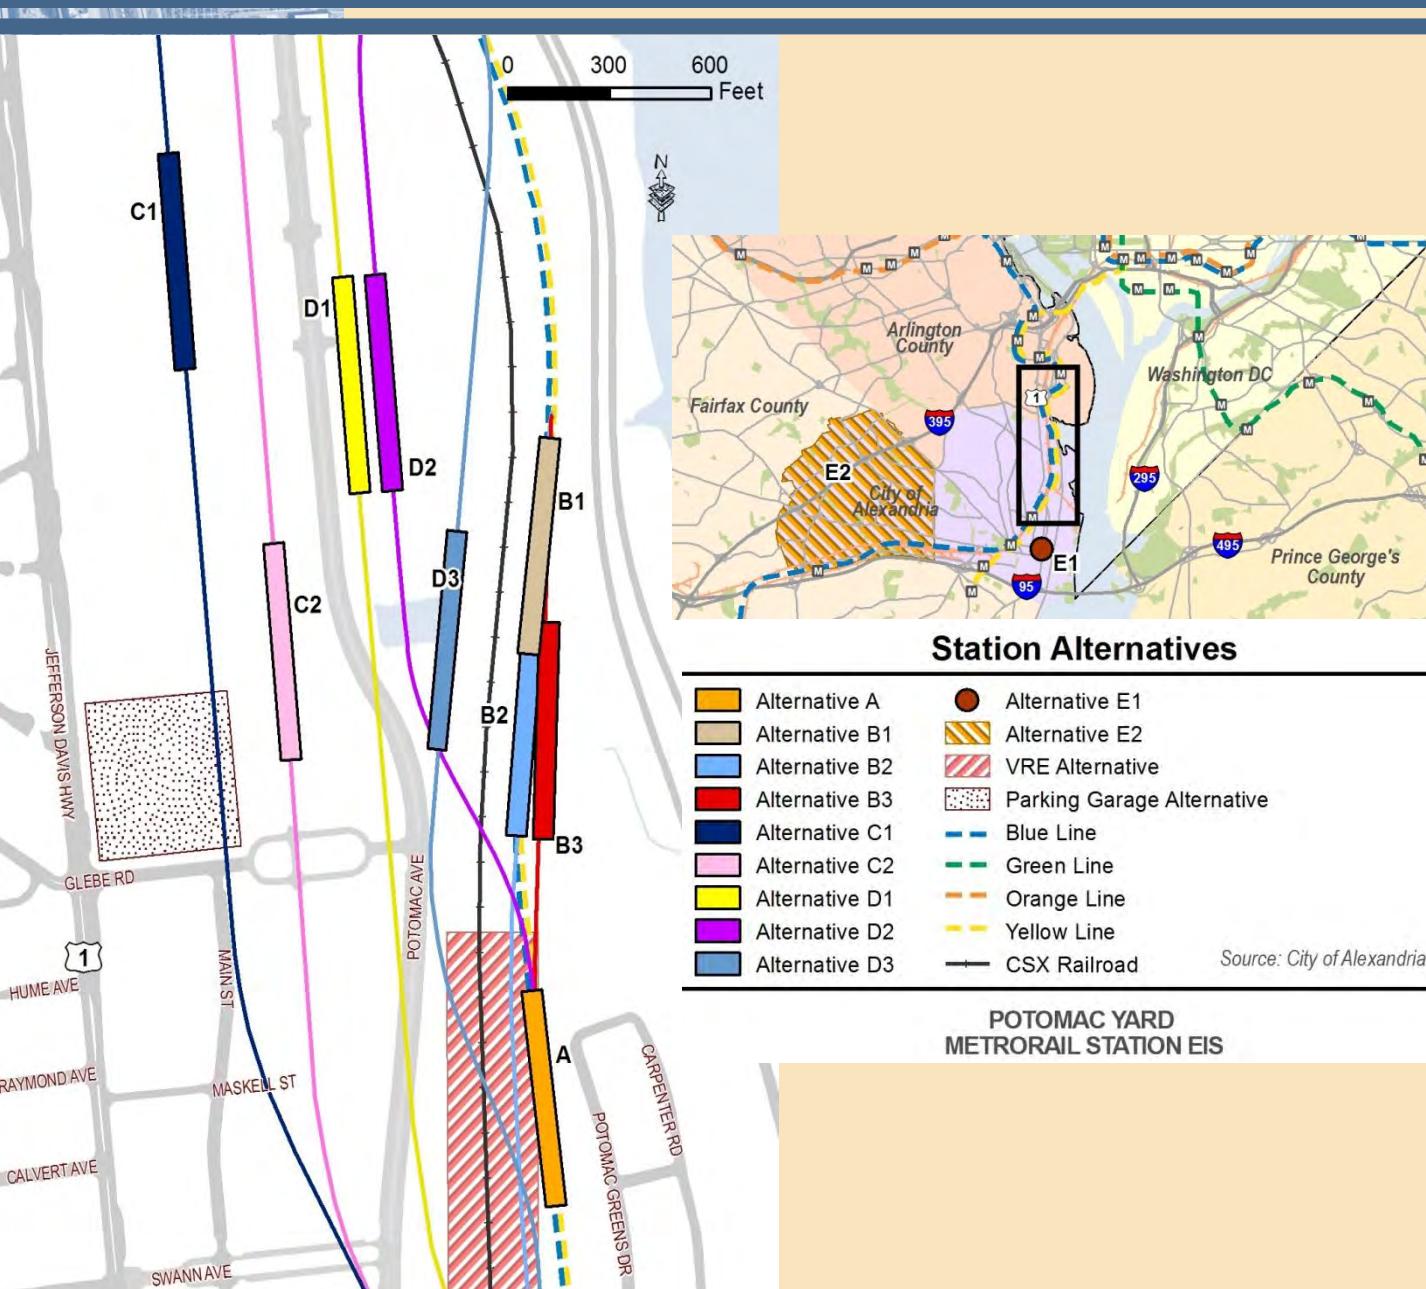 0 300 600
Feet
N
C1
D1
D2
B1
D3
C2
B2
B3
A
JEFFERSON DAVIS HWY
GLEBE RD
POTOMAC AVE
1
MAIN ST
HUME AVE
RAYMOND AVE
MASKELL ST
CALVERT AVE
SWANN AVE
CARPENTER RD
POTOMAC GREENS DR
M M M M M M M M M M M M M M M M M M M M M M M M M M M M
Arlington
County
Washington DC
Fairfax County
1
395
E2
City of
Alexandria
295
495
E1
95
Prince George's
County
Station Alternatives
Alternative A
Alternative B1
Alternative B2
Alternative B3
Alternative C1
Alternative C2
Alternative D1
Alternative D2
Alternative D3
Alternative E1
Alternative E2
VRE Alternative
Parking Garage Alternative
Blue Line
Green Line
Orange Line
Yellow Line
CSX Railroad
Source: City of Alexandria
POTOMAC YARD
METRORAIL STATION EIS